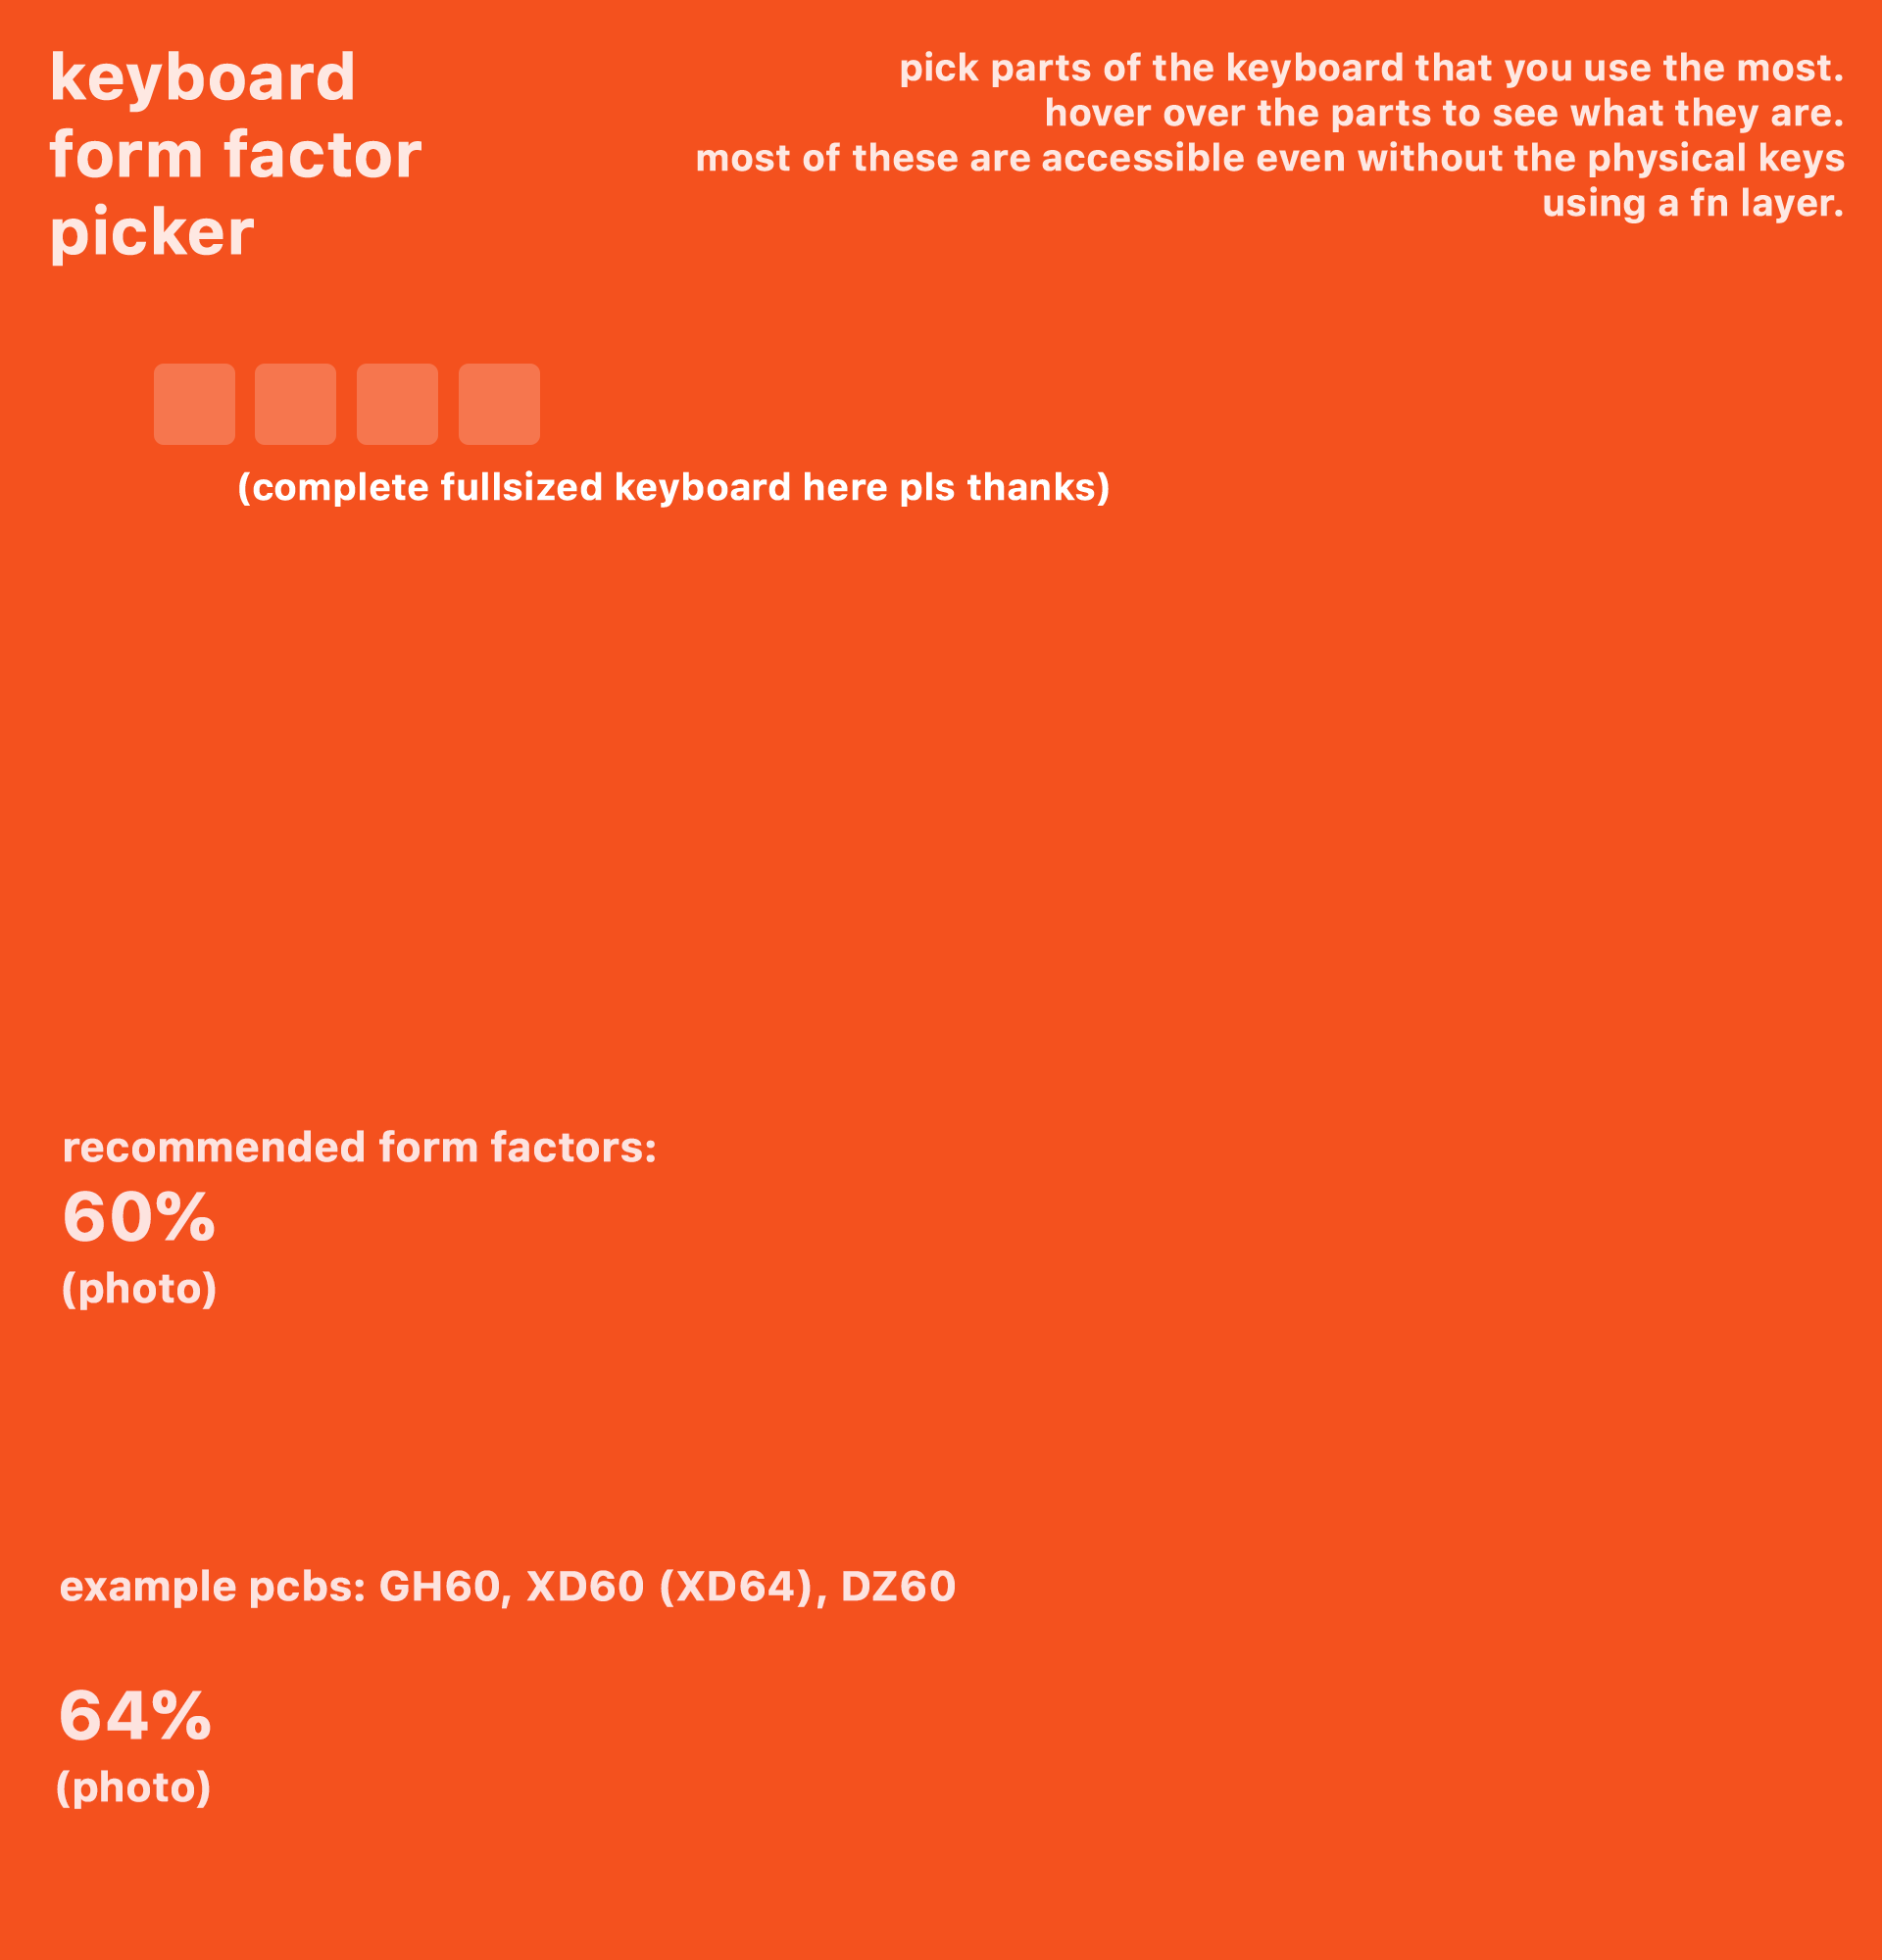 keyboard
form factor
picker
pick parts of the keyboard that you use the most.
hover over the parts to see what they are.
most of these are accessible even without the physical keys
using a fn layer.
(complete fullsized keyboard here pls thanks)
recommended form factors:
60%
(photo)
example pcbs: GH60, XD60 (XD64), DZ60
64%
(photo)